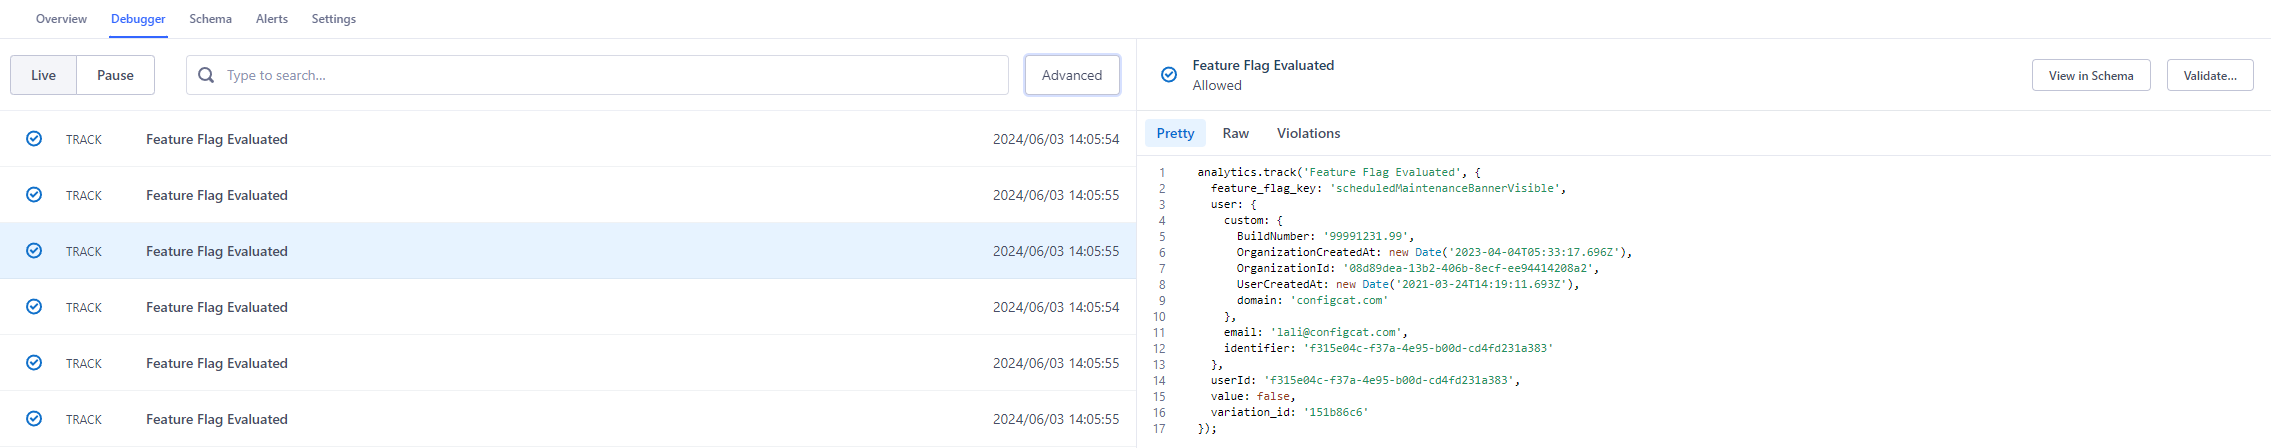 Overview Debugger Schema Alerts Settings
Live Pause Type to search... Advanced
TRACK Feature Flag Evaluated 2024/06/03 14:05:54
TRACK Feature Flag Evaluated 2024/06/03 14:05:55
TRACK Feature Flag Evaluated 2024/06/03 14:05:55
TRACK Feature Flag Evaluated 2024/06/03 14:05:54
TRACK Feature Flag Evaluated 2024/06/03 14:05:55
TRACK Feature Flag Evaluated 2024/06/03 14:05:55
Feature Flag Evaluated
Allowed
View in Schema Validate...
Pretty Raw Violations
1 analytics.track('Feature Flag Evaluated', {
2 feature_flag_key: 'scheduledMaintenanceBannerVisible',
3 user: {
4 custom: {
5 BuildNumber: '99991231.99',
6 OrganizationCreatedAt: new Date('2023-04-04T05:33:17.696Z'),
7 OrganizationId: '08d89dea-13b2-406b-8ecf-ee94414208a2',
8 UserCreatedAt: new Date('2021-03-24T14:19:11.693Z'),
9 domain: 'configcat.com'
10 },
11 email: 'lali@configcat.com',
12 identifier: 'f315e04c-f37a-4e95-b00d-cd4fd231a383'
13 },
14 userId: 'f315e04c-f37a-4e95-b00d-cd4fd231a383',
15 value: false,
16 variation_id: '151b86c6'
17 });